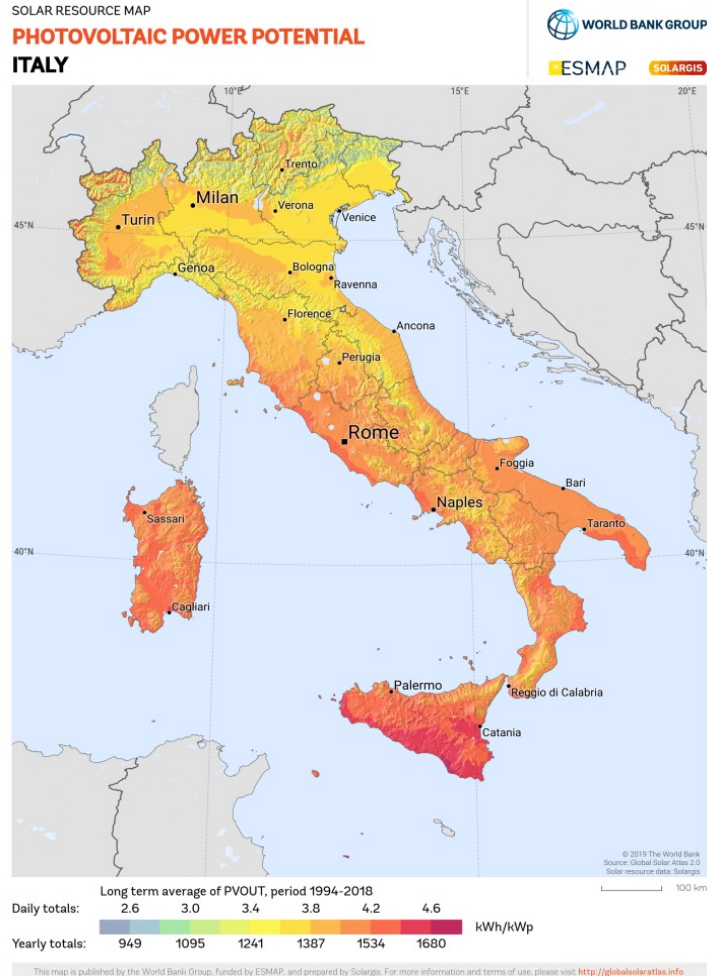 SOLAR RESOURCE MAP
PHOTOVOLTAIC POWER POTENTIAL
ITALY
WORLD BANK GROUP
ESMAP
SOLARGIS
10°E
15°E
20°E
Trento
Milan
Verona
Venice
45°N
Turin
45°N
Genoa
Bologna
Ravenna
Florence
Ancona
Perugia
Rome
Foggia
Bari
Naples
Sassari
Taranto
40°N
40°N
Cagliari
Palermo
Reggio di Calabria
Catania
© 2019 The World Bank
Source: Global Solar Atlas 2.0
Solar resource data: Solargis
100 km
Long term average of PVOUT, period 1994-2018
Daily totals: 2.6 3.0 3.4 3.8 4.2 4.6
kWh/kWp
Yearly totals: 949 1095 1241 1387 1534 1680
This map is published by the World Bank Group, funded by ESMAP, and prepared by Solargis. For more information and terms of use, please visit http://globalsolaratlas.info.